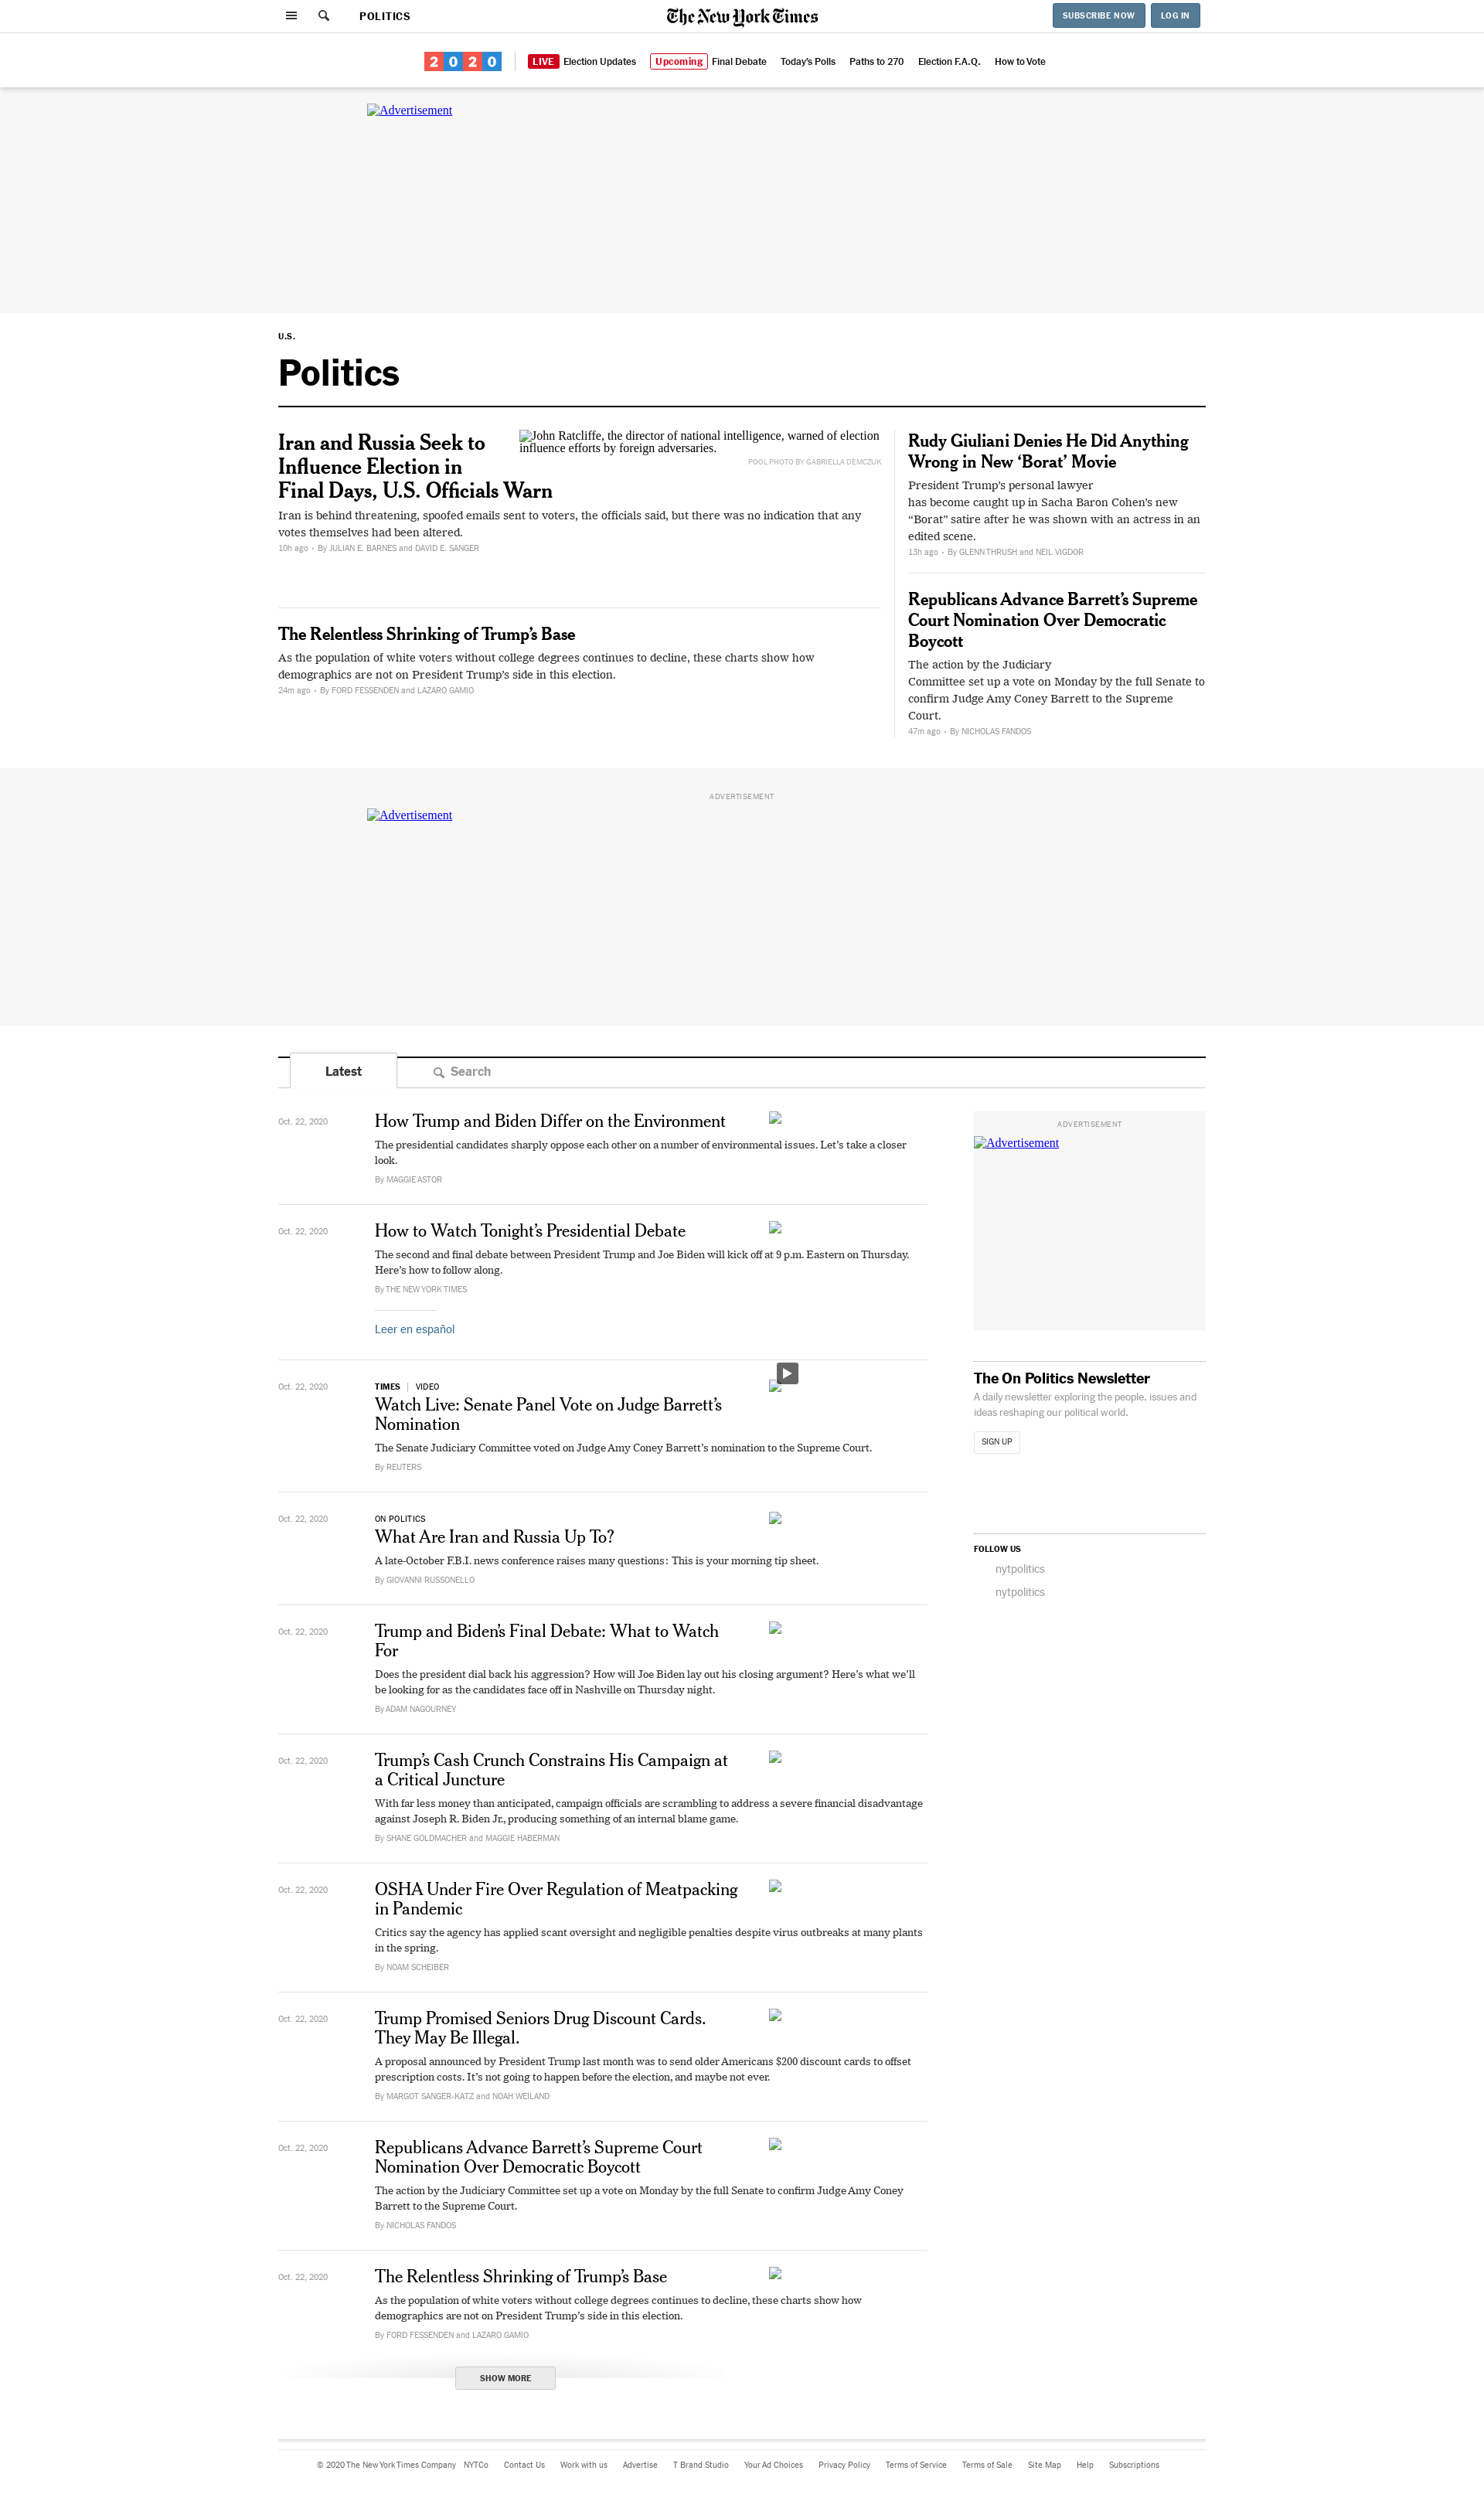 POLITICS
The New York Times
SUBSCRIBE NOW
LOG IN
2020
LIVE Election Updates
Upcoming Final Debate
Today's Polls
Paths to 270
Election F.A.Q.
How to Vote
Advertisement
U.S.
Politics
Iran and Russia Seek to
Influence Election in
Final Days, U.S. Officials Warn
John Ratcliffe, the director of national intelligence, warned of election
influence efforts by foreign adversaries.
POOL PHOTO BY GABRIELLA DEMCZUK
Iran is behind threatening, spoofed emails sent to voters, the officials said, but there was no indication that any
votes themselves had been altered.
10h ago • By JULIAN E. BARNES and DAVID E. SANGER
The Relentless Shrinking of Trump’s Base
As the population of white voters without college degrees continues to decline, these charts show how
demographics are not on President Trump’s side in this election.
24m ago • By FORD FESSENDEN and LAZARO GAMIO
Rudy Giuliani Denies He Did Anything
Wrong in New ‘Borat’ Movie
President Trump’s personal lawyer
has become caught up in Sacha Baron Cohen’s new
“Borat” satire after he was shown with an actress in an
edited scene.
13h ago • By GLENN THRUSH and NEIL VIGDOR
Republicans Advance Barrett’s Supreme
Court Nomination Over Democratic
Boycott
The action by the Judiciary
Committee set up a vote on Monday by the full Senate to
confirm Judge Amy Coney Barrett to the Supreme
Court.
47m ago • By NICHOLAS FANDOS
ADVERTISEMENT
Advertisement
Latest
Search
Oct. 22, 2020
How Trump and Biden Differ on the Environment
The presidential candidates sharply oppose each other on a number of environmental issues. Let’s take a closer
look.
By MAGGIE ASTOR
Oct. 22, 2020
How to Watch Tonight’s Presidential Debate
The second and final debate between President Trump and Joe Biden will kick off at 9 p.m. Eastern on Thursday.
Here’s how to follow along.
By THE NEW YORK TIMES
Leer en español
Oct. 22, 2020
TIMES | VIDEO
Watch Live: Senate Panel Vote on Judge Barrett’s
Nomination
The Senate Judiciary Committee voted on Judge Amy Coney Barrett’s nomination to the Supreme Court.
By REUTERS
Oct. 22, 2020
ON POLITICS
What Are Iran and Russia Up To?
A late-October F.B.I. news conference raises many questions: This is your morning tip sheet.
By GIOVANNI RUSSONELLO
Oct. 22, 2020
Trump and Biden’s Final Debate: What to Watch
For
Does the president dial back his aggression? How will Joe Biden lay out his closing argument? Here’s what we’ll
be looking for as the candidates face off in Nashville on Thursday night.
By ADAM NAGOURNEY
Oct. 22, 2020
Trump’s Cash Crunch Constrains His Campaign at
a Critical Juncture
With far less money than anticipated, campaign officials are scrambling to address a severe financial disadvantage
against Joseph R. Biden Jr., producing something of an internal blame game.
By SHANE GOLDMACHER and MAGGIE HABERMAN
Oct. 22, 2020
OSHA Under Fire Over Regulation of Meatpacking
in Pandemic
Critics say the agency has applied scant oversight and negligible penalties despite virus outbreaks at many plants
in the spring.
By NOAM SCHEIBER
Oct. 22, 2020
Trump Promised Seniors Drug Discount Cards.
They May Be Illegal.
A proposal announced by President Trump last month was to send older Americans $200 discount cards to offset
prescription costs. It’s not going to happen before the election, and maybe not ever.
By MARGOT SANGER-KATZ and NOAH WEILAND
Oct. 22, 2020
Republicans Advance Barrett’s Supreme Court
Nomination Over Democratic Boycott
The action by the Judiciary Committee set up a vote on Monday by the full Senate to confirm Judge Amy Coney
Barrett to the Supreme Court.
By NICHOLAS FANDOS
Oct. 22, 2020
The Relentless Shrinking of Trump’s Base
As the population of white voters without college degrees continues to decline, these charts show how
demographics are not on President Trump’s side in this election.
By FORD FESSENDEN and LAZARO GAMIO
SHOW MORE
ADVERTISEMENT
Advertisement
The On Politics Newsletter
A daily newsletter exploring the people, issues and
ideas reshaping our political world.
SIGN UP
FOLLOW US
nytpolitics
nytpolitics
© 2020 The New York Times Company NYTCo Contact Us Work with us Advertise T Brand Studio Your Ad Choices Privacy Policy Terms of Service Terms of Sale Site Map Help Subscriptions